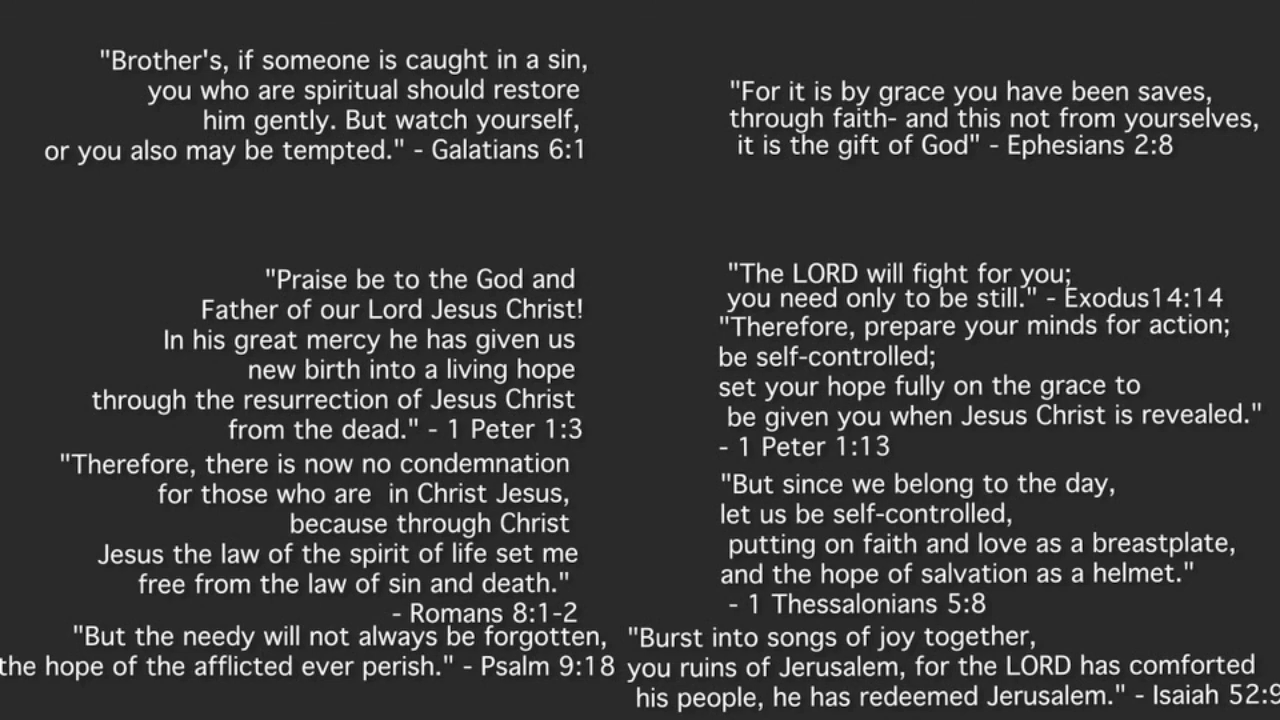 "Brother's, if someone is caught in a sin,
you who are spiritual should restore
him gently. But watch yourself,
or you also may be tempted." - Galatians 6:1
"Praise be to the God and
Father of our Lord Jesus Christ!
In his great mercy he has given us
new birth into a living hope
through the resurrection of Jesus Christ
from the dead." - 1 Peter 1:3
"Therefore, there is now no condemnation
for those who are  in Christ Jesus,
because through Christ
Jesus the law of the spirit of life set me
free from the law of sin and death."
- Romans 8:1-2
"But the needy will not always be forgotten,
the hope of the afflicted ever perish." - Psalm 9:18
"For it is by grace you have been saves,
through faith- and this not from yourselves,
it is the gift of God" - Ephesians 2:8
"The LORD will fight for you;
you need only to be still." - Exodus14:14
"Therefore, prepare your minds for action;
be self-controlled;
set your hope fully on the grace to
be given you when Jesus Christ is revealed."
- 1 Peter 1:13
"But since we belong to the day,
let us be self-controlled,
putting on faith and love as a breastplate,
and the hope of salvation as a helmet."
- 1 Thessalonians 5:8
"Burst into songs of joy together,
you ruins of Jerusalem, for the LORD has comforted
his people, he has redeemed Jerusalem." - Isaiah 52:9